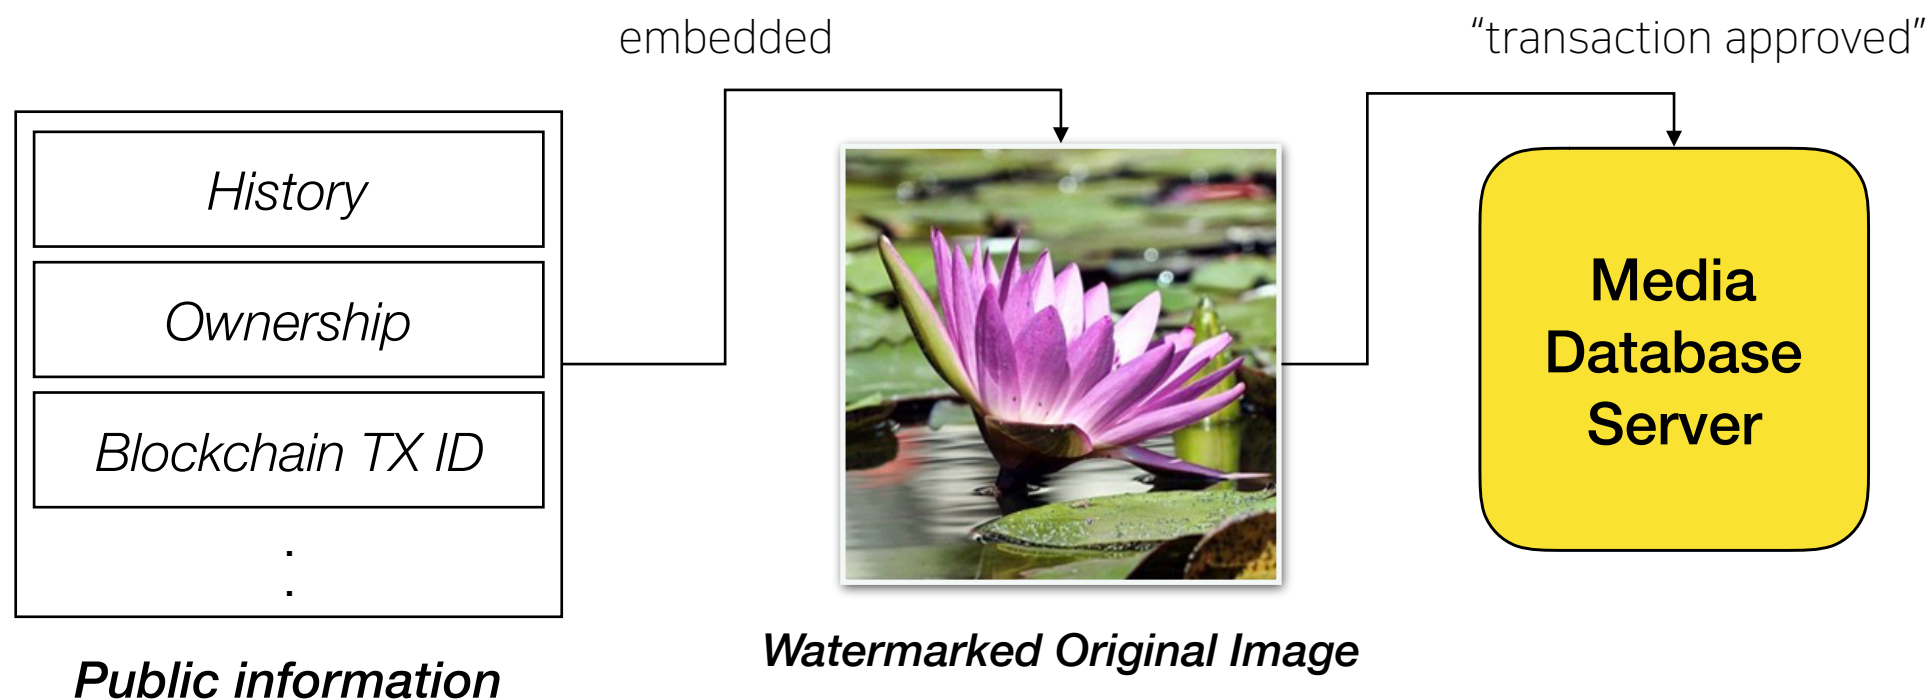 embedded
“transaction approved”
History
Ownership
Blockchain TX ID
.
.
Public information
Watermarked Original Image
Media
Database
Server